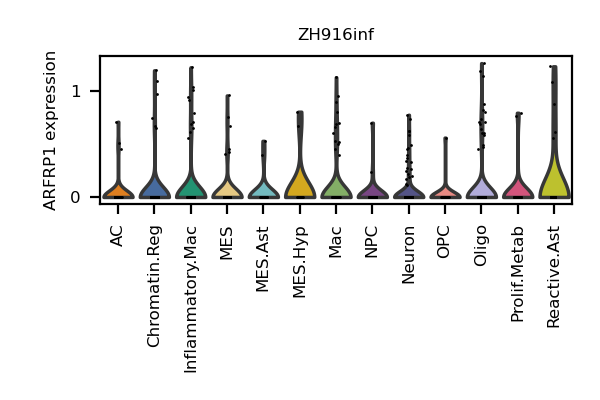 ZH916inf
ARFRP1 expression
1
0
AC
Chromatin.Reg
Inflammatory.Mac
MES
MES.Ast
MES.Hyp
Mac
NPC
Neuron
OPC
Oligo
Prolif.Metab
Reactive.Ast